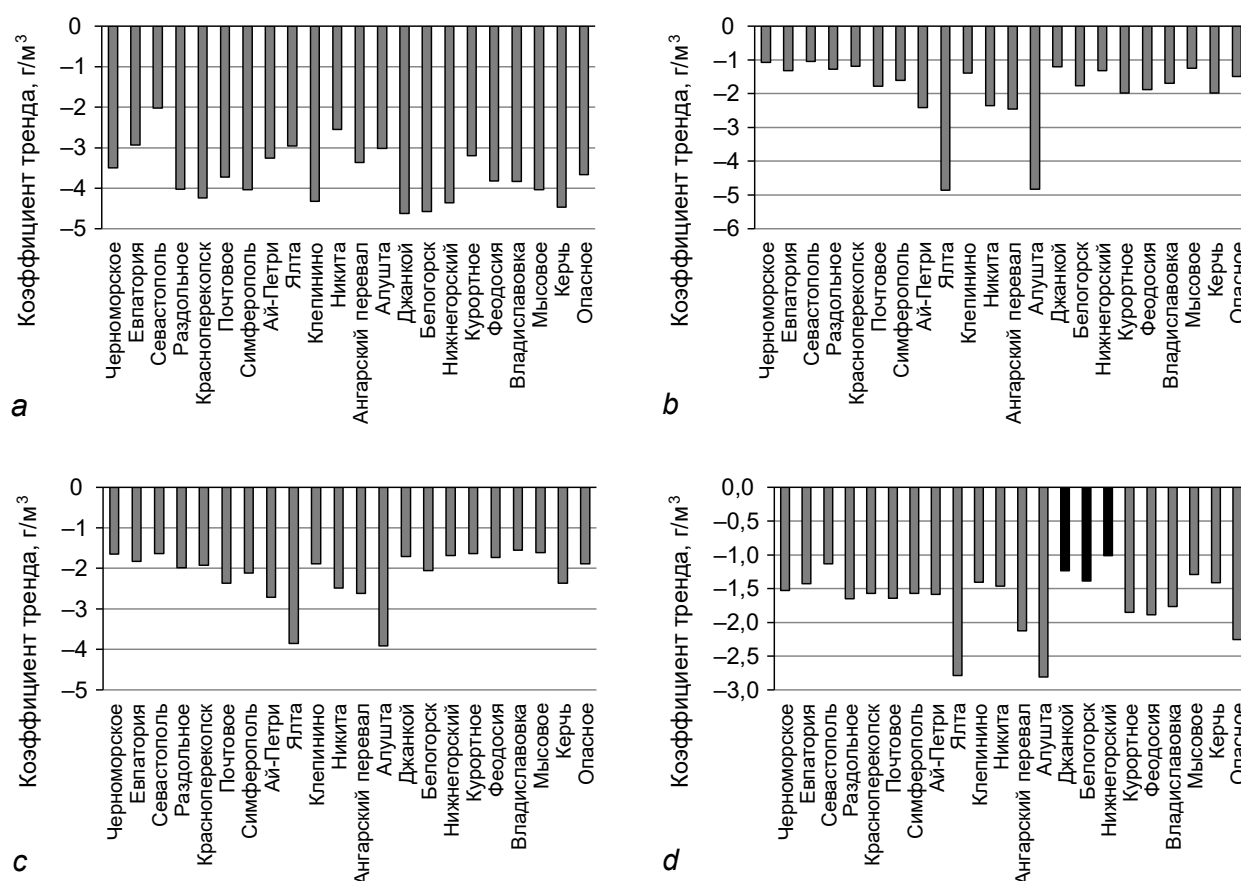 Коэффициент тренда, г/м³
0
–1
–2
–3
–4
–5
Черноморское
Евпатория
Севастополь
Раздольное
Красноперекопск
Почтовое
Симферополь
Ай-Петри
Ялта
Клепинино
Никита
Ангарский перевал
Алушта
Джанкой
Белогорск
Нижнегорский
Курортное
Феодосия
Владиславовка
Мысовое
Керчь
Опасное
a
Коэффициент тренда, г/м³
0
–1
–2
–3
–4
–5
–6
Черноморское
Евпатория
Севастополь
Раздольное
Красноперекопск
Почтовое
Симферополь
Ай-Петри
Ялта
Клепинино
Никита
Ангарский перевал
Алушта
Джанкой
Белогорск
Нижнегорский
Курортное
Феодосия
Владиславовка
Мысовое
Керчь
Опасное
b
Коэффициент тренда, г/м³
0
–1
–2
–3
–4
–5
Черноморское
Евпатория
Севастополь
Раздольное
Красноперекопск
Почтовое
Симферополь
Ай-Петри
Ялта
Клепинино
Никита
Ангарский перевал
Алушта
Джанкой
Белогорск
Нижнегорский
Курортное
Феодосия
Владиславовка
Мысовое
Керчь
Опасное
c
Коэффициент тренда, г/м³
0,0
–0,5
–1,0
–1,5
–2,0
–2,5
–3,0
Черноморское
Евпатория
Севастополь
Раздольное
Красноперекопск
Почтовое
Симферополь
Ай-Петри
Ялта
Клепинино
Никита
Ангарский перевал
Алушта
Джанкой
Белогорск
Нижнегорский
Курортное
Феодосия
Владиславовка
Мысовое
Керчь
Опасное
d